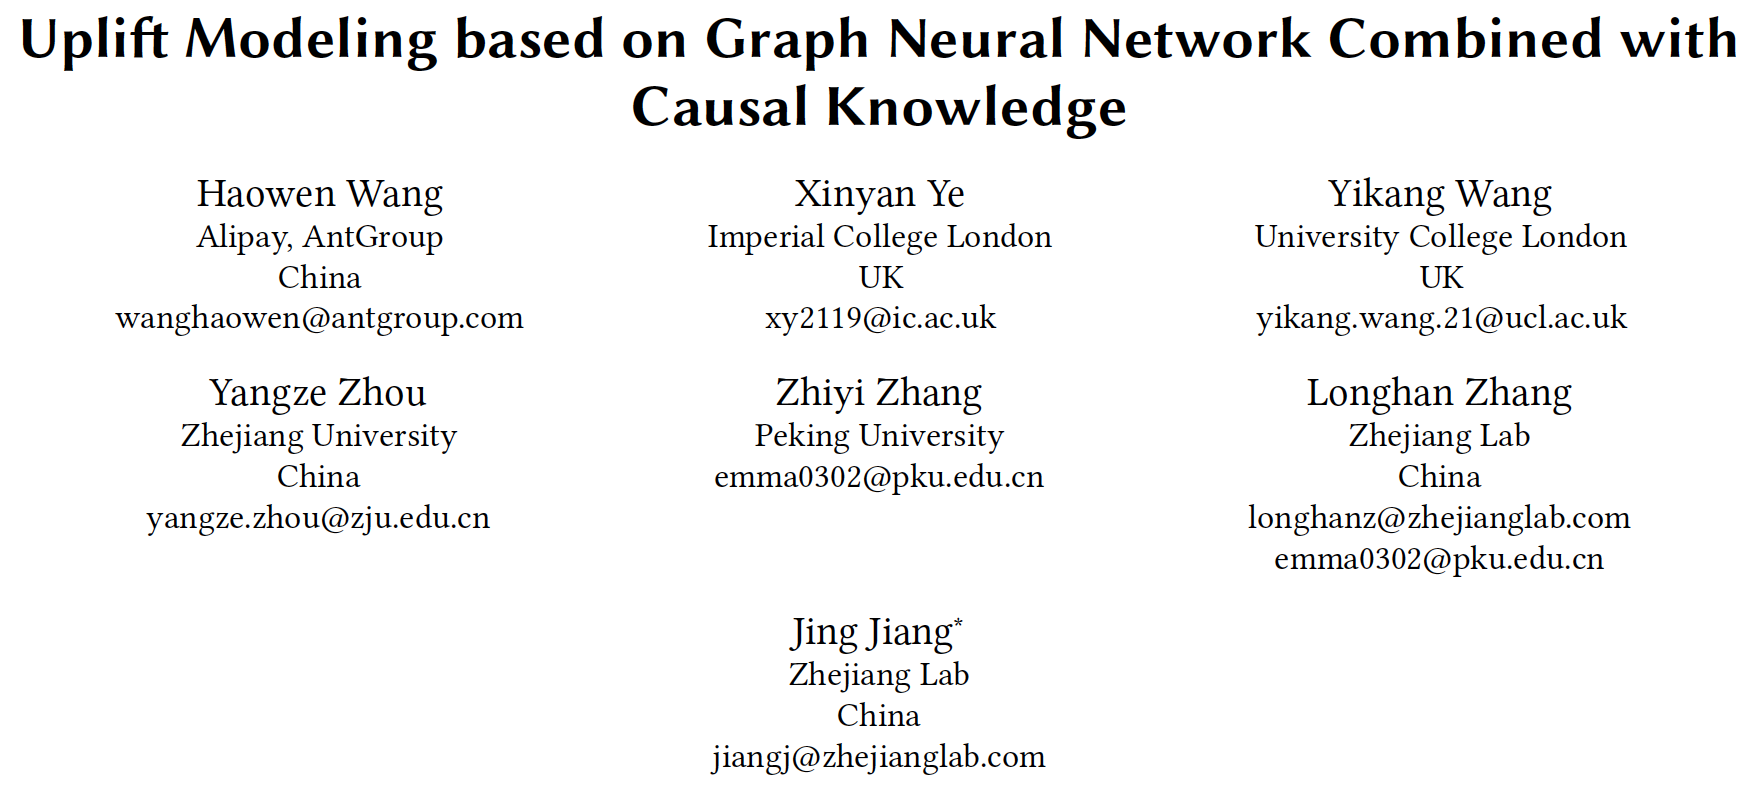 Uplift Modeling based on Graph Neural Network Combined with
Causal Knowledge
Haowen Wang
Alipay, AntGroup
China
wanghaowen@antgroup.com
Xinyan Ye
Imperial College London
UK
xy2119@ic.ac.uk
Yikang Wang
University College London
UK
yikang.wang.21@ucl.ac.uk
Yangze Zhou
Zhejiang University
China
yangze.zhou@zju.edu.cn
Zhiyi Zhang
Peking University
emma0302@pku.edu.cn
Longhan Zhang
Zhejiang Lab
China
longhanz@zhejianglab.com
emma0302@pku.edu.cn
Jing Jiang*
Zhejiang Lab
China
jiangj@zhejianglab.com